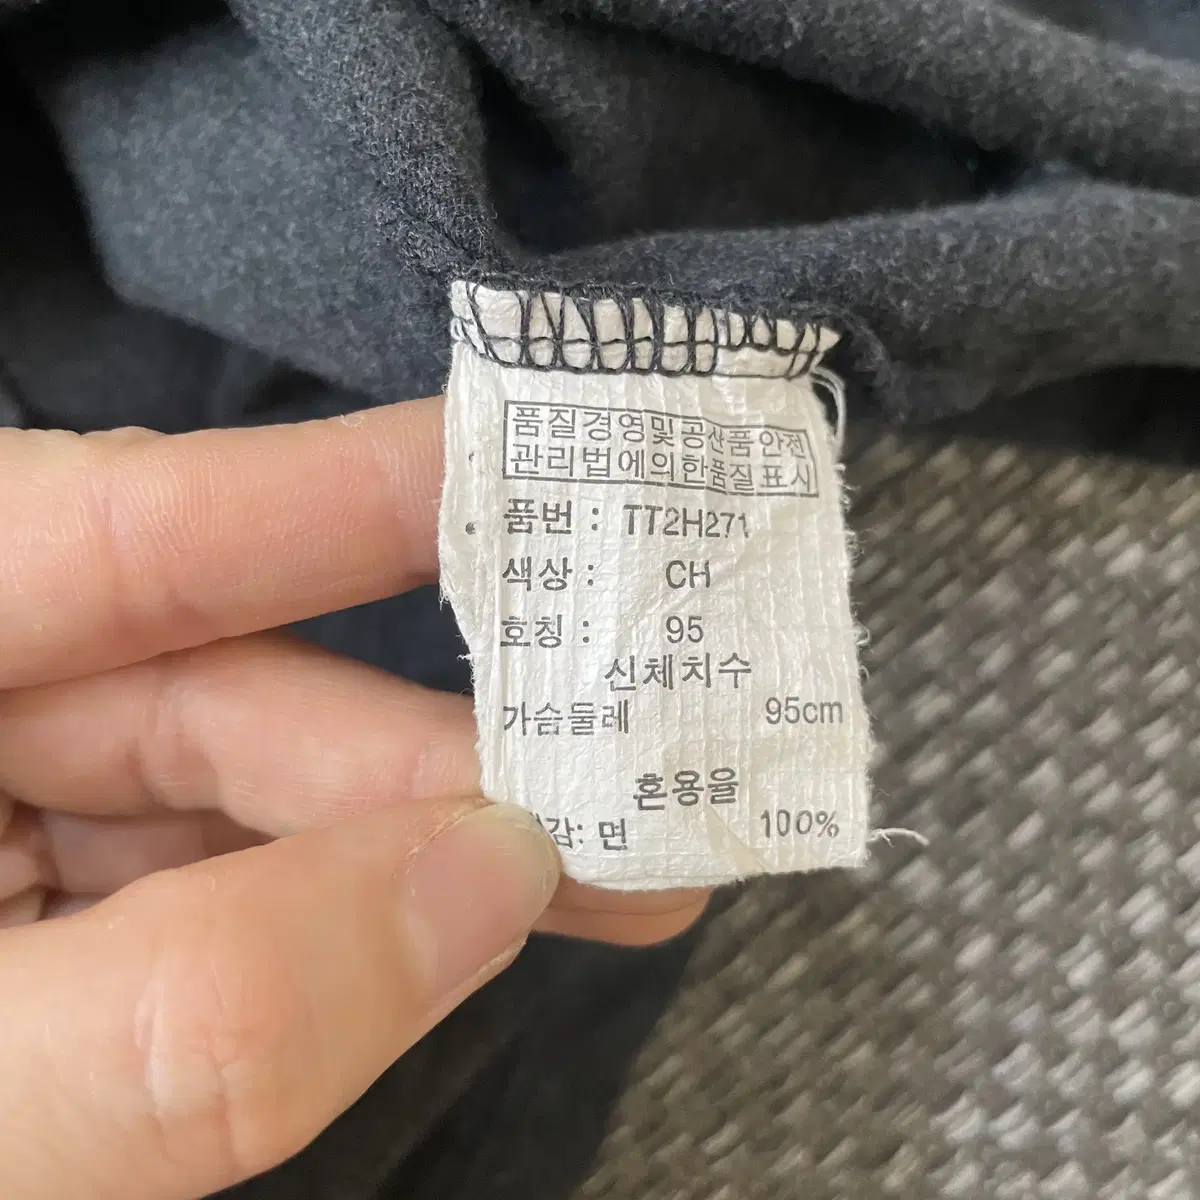 품질경영및공산품안전
관리법에의한품질표시
품번 : TT2H271
색상 : CH
호칭 : 95
신체치수
가슴둘레 95cm
혼용율
면 100%